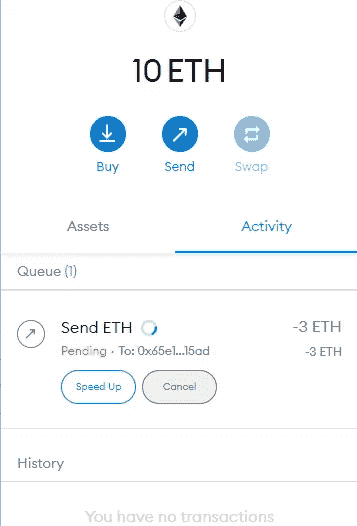 10 ETH
Buy Send Swap
Assets Activity
Queue (1)
Send ETH -3 ETH
Pending · To: 0x65e1...15ad -3 ETH
Speed Up Cancel
History
You have no transactions